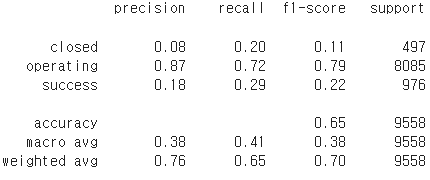 precision recall f1-score support
closed 0.08 0.20 0.11 497
operating 0.87 0.72 0.79 8085
success 0.18 0.29 0.22 976
accuracy 0.65 9558
macro avg 0.38 0.41 0.38 9558
weighted avg 0.76 0.65 0.70 9558